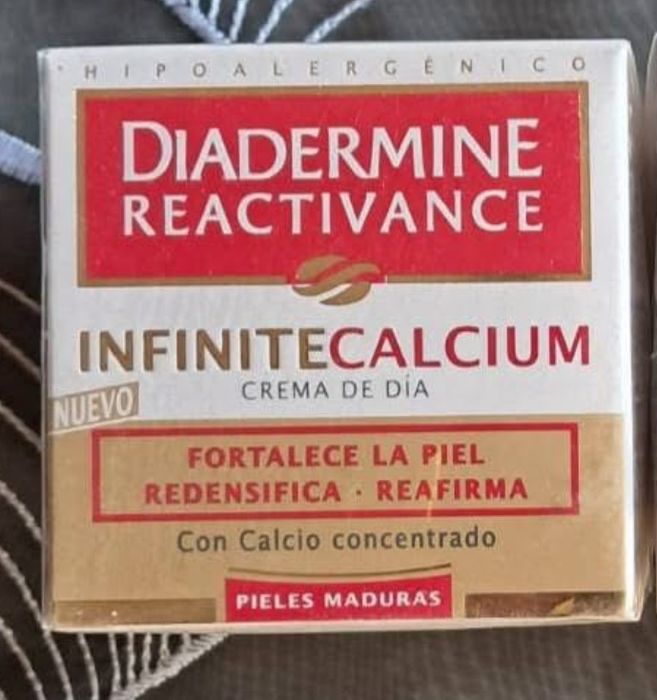 HIPOALERGÉNICO
DIADERMINE
REACTIVANCE
INFINITECALCIUM
CREMA DE DÍA
NUEVO
FORTALECE LA PIEL
REDENSIFICA · REAFIRMA
Con Calcio concentrado
PIELES MADURAS